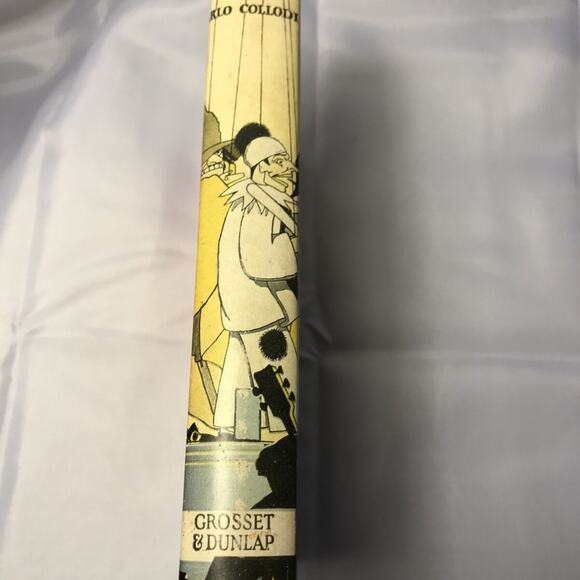 RLO COLLODI
GROSSET
& DUNLAP